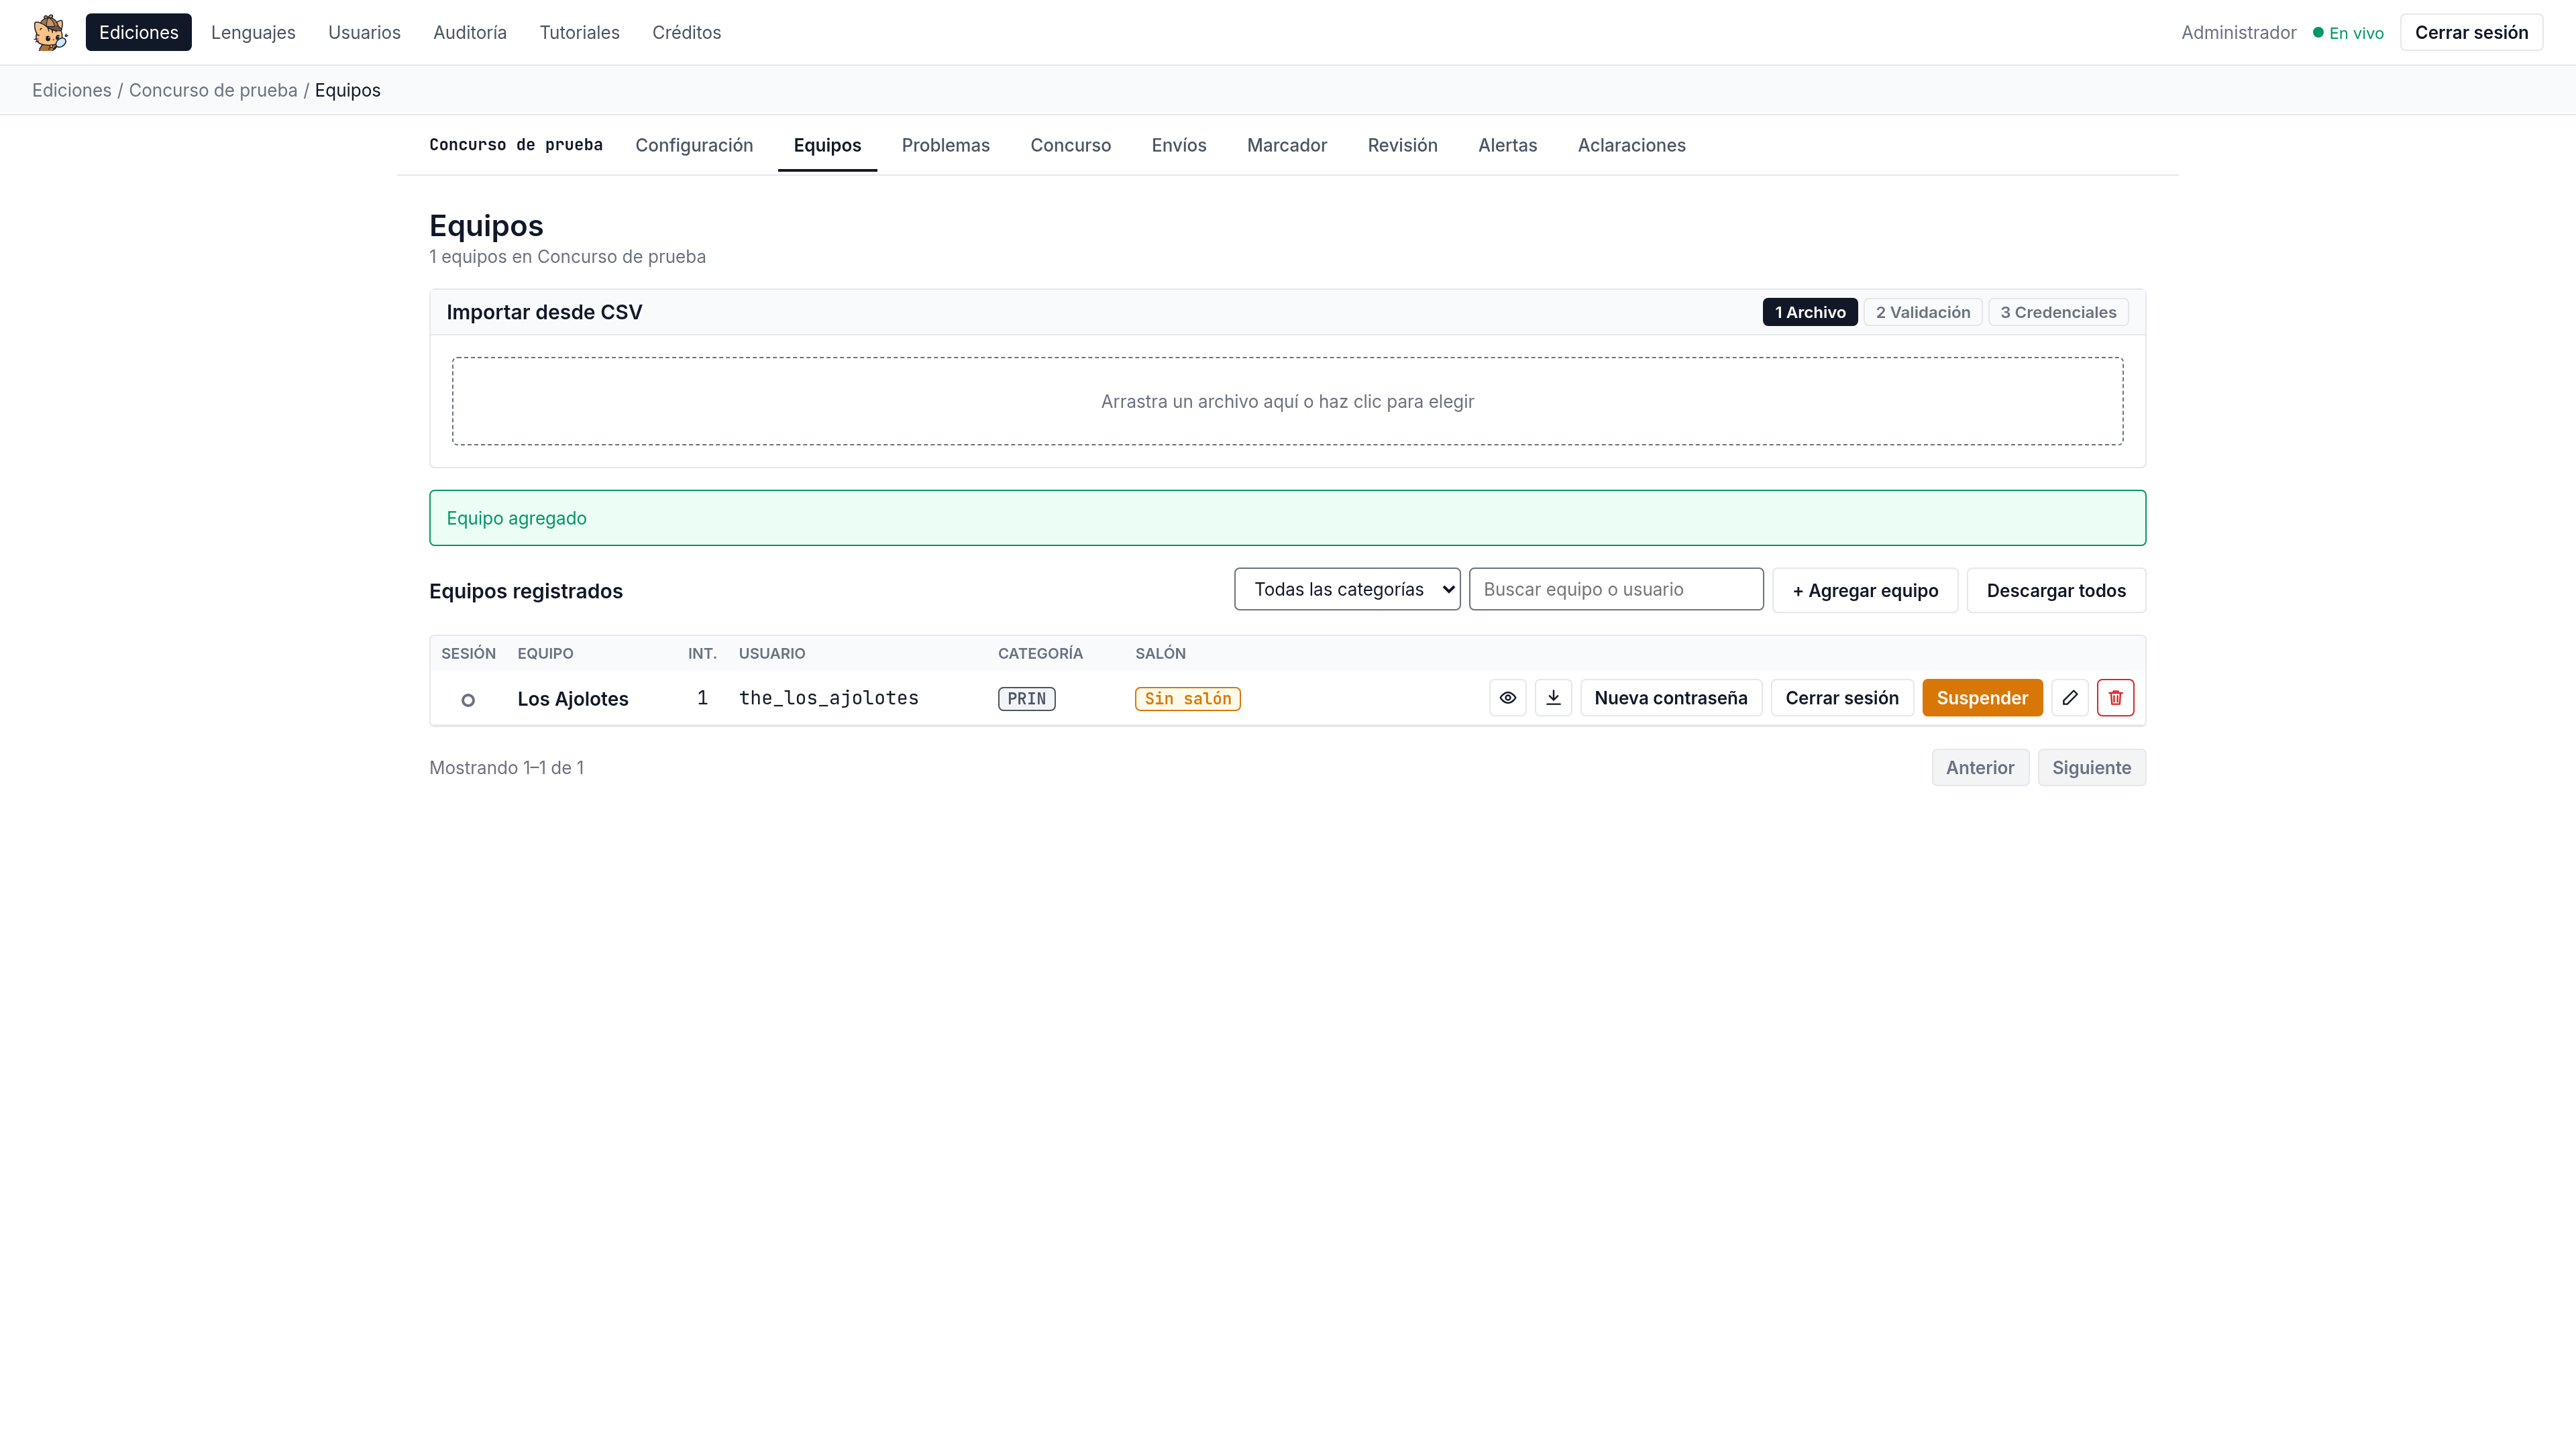 Ediciones Lenguajes Usuarios Auditoría Tutoriales Créditos Administrador En vivo Cerrar sesión
Ediciones / Concurso de prueba / Equipos
Concurso de prueba Configuración Equipos Problemas Concurso Envíos Marcador Revisión Alertas Aclaraciones
Equipos
1 equipos en Concurso de prueba
Importar desde CSV 1 Archivo 2 Validación 3 Credenciales
Arrastra un archivo aquí o haz clic para elegir
Equipo agregado
Equipos registrados Todas las categorías Buscar equipo o usuario + Agregar equipo Descargar todos
SESIÓN EQUIPO INT. USUARIO CATEGORÍA SALÓN
Los Ajolotes 1 the_los_ajolotes PRIN Sin salón Nueva contraseña Cerrar sesión Suspender
Mostrando 1–1 de 1 Anterior Siguiente